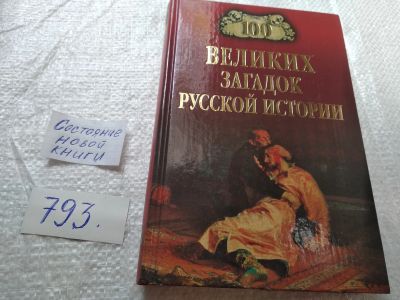 100
ВЕЛИКИХ
ЗАГАДОК
РУССКОЙ ИСТОРИИ
Состояние
новой
книги
793.